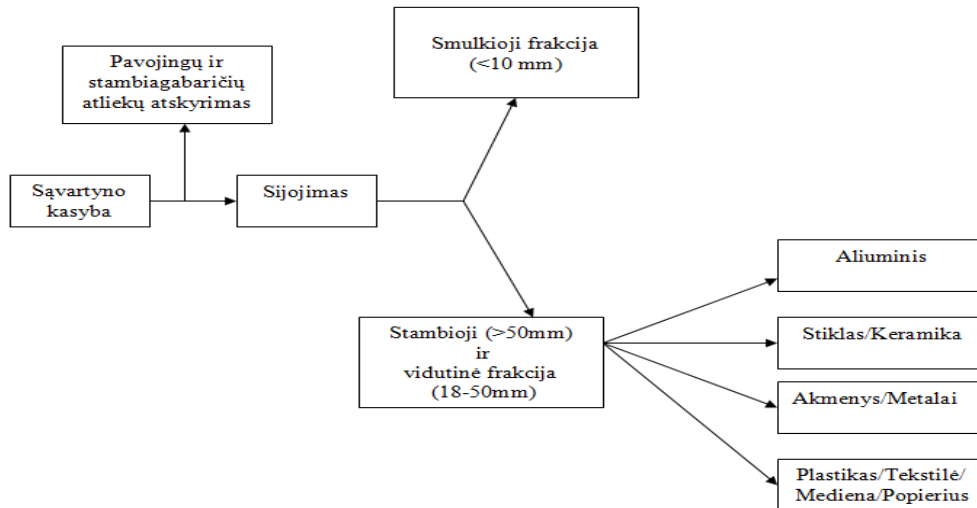 Smulkioji frakcija
(<10 mm)
Pavojingų ir
stambiagabaričių
atliekų atskyrimas
Sąvartyno
kasyba
Sijojimas
Stambioji (>50mm)
ir
vidutinė frakcija
(18-50mm)
Aliuminis
Stiklas/Keramika
Akmenys/Metalai
Plastikas/Tekstilė/
Mediena/Popierius